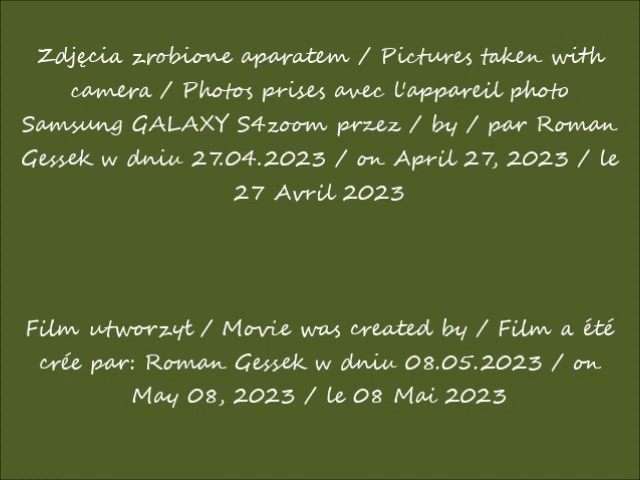 Zdjęcia zrobione aparatem / Pictures taken with
camera / Photos prises avec l'appareil photo
Samsung GALAXY S4zoom przez / by / par Roman
Gessek w dniu 27.04.2023 / on April 27, 2023 / le
27 Avril 2023
Film utworzył / Movie was created by / Film a été
crée par: Roman Gessek w dniu 08.05.2023 / on
May 08, 2023 / le 08 Mai 2023